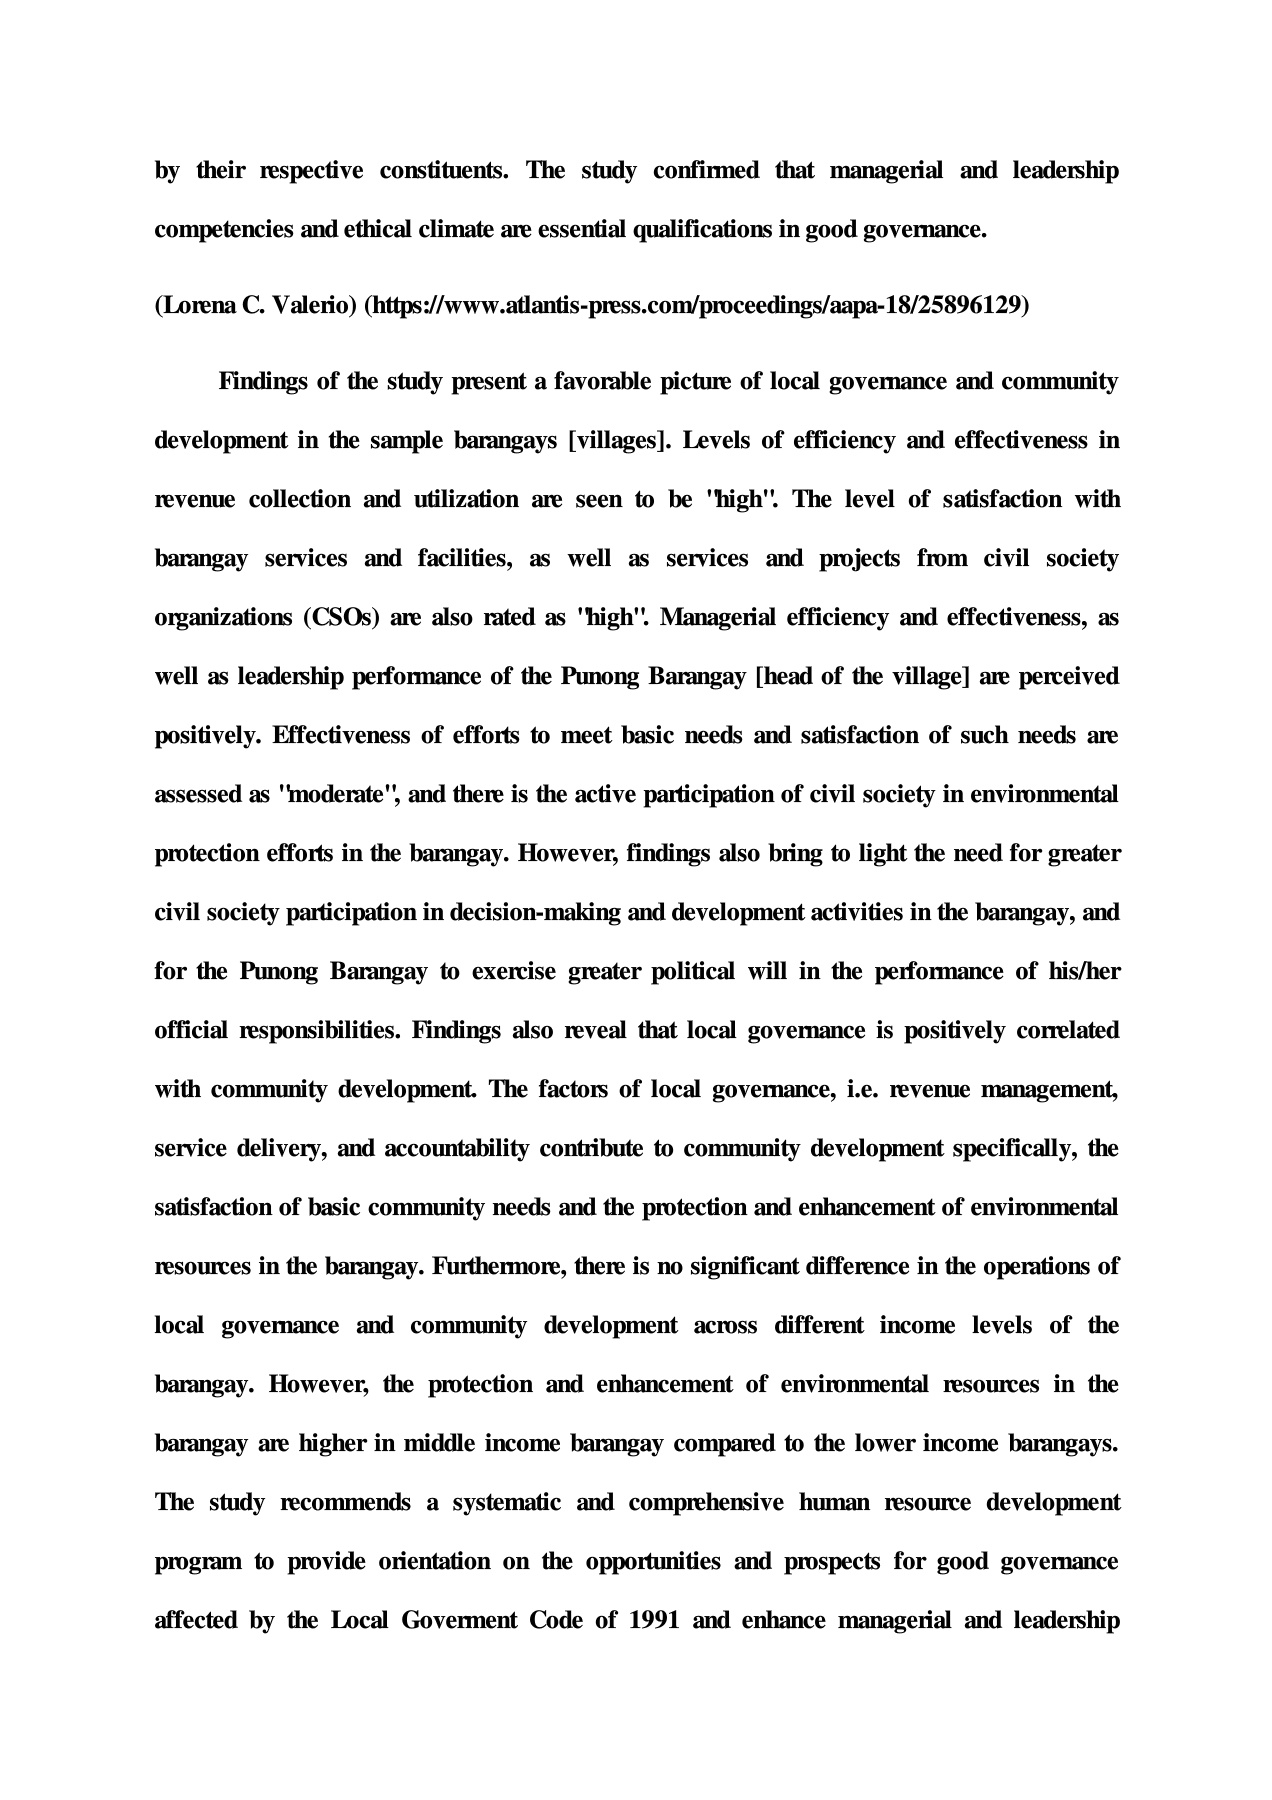 by their respective constituents. The study confirmed that managerial and leadership
competencies and ethical climate are essential qualifications in good governance.
(Lorena C. Valerio) (https://www.atlantis-press.com/proceedings/aapa-18/25896129)
Findings of the study present a favorable picture of local governance and community
development in the sample barangays [villages]. Levels of efficiency and effectiveness in
revenue collection and utilization are seen to be "high". The level of satisfaction with
barangay services and facilities, as well as services and projects from civil society
organizations (CSOs) are also rated as "high". Managerial efficiency and effectiveness, as
well as leadership performance of the Punong Barangay [head of the village] are perceived
positively. Effectiveness of efforts to meet basic needs and satisfaction of such needs are
assessed as "moderate", and there is the active participation of civil society in environmental
protection efforts in the barangay. However, findings also bring to light the need for greater
civil society participation in decision-making and development activities in the barangay, and
for the Punong Barangay to exercise greater political will in the performance of his/her
official responsibilities. Findings also reveal that local governance is positively correlated
with community development. The factors of local governance, i.e. revenue management,
service delivery, and accountability contribute to community development specifically, the
satisfaction of basic community needs and the protection and enhancement of environmental
resources in the barangay. Furthermore, there is no significant difference in the operations of
local governance and community development across different income levels of the
barangay. However, the protection and enhancement of environmental resources in the
barangay are higher in middle income barangay compared to the lower income barangays.
The study recommends a systematic and comprehensive human resource development
program to provide orientation on the opportunities and prospects for good governance
affected by the Local Goverment Code of 1991 and enhance managerial and leadership